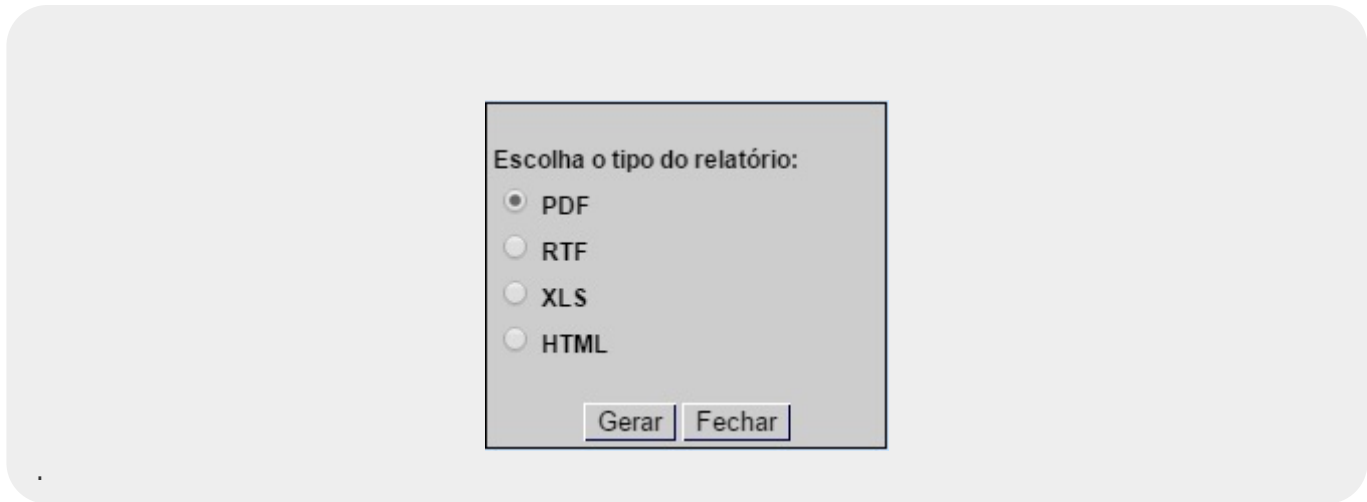 Escolha o tipo do relatório:
PDF
RTF
XLS
HTML
Gerar Fechar
.